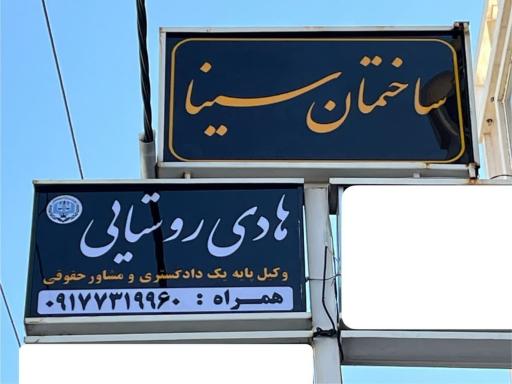 ساختمان سینا
هادی روستایی
وکیل پایه یک دادگستری و مشاور حقوقی
همراه : ۰۹۱۷۷۳۱۹۹۶۰